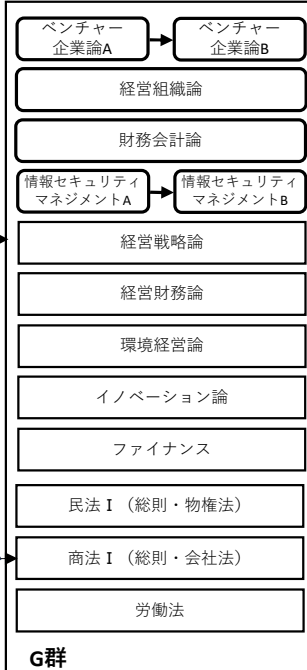 ベンチャー
企業論A
ベンチャー
企業論B
経営組織論
財務会計論
情報セキュリティ
マネジメントA
情報セキュリティ
マネジメントB
経営戦略論
経営財務論
環境経営論
イノベーション論
ファイナンス
民法Ⅰ（総則・物権法）
商法Ⅰ（総則・会社法）
労働法
G群